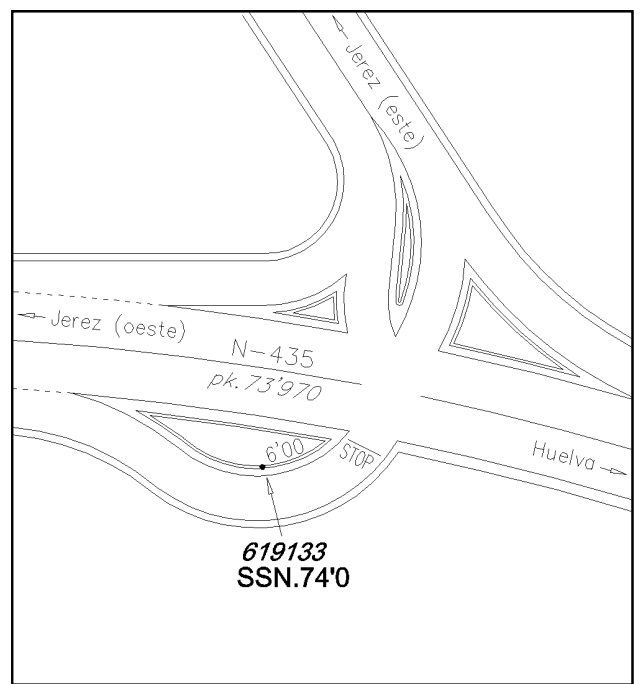 Jerez (este)
Jerez (oeste)
N-435
pk.73'970
6'00
STOP
Huelva
619133
SSN.74'0